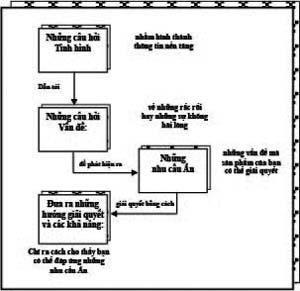 Những câu hỏi
Tình hình
nhằm hình thành
thông tin nền tảng
Dẫn tới
Những câu hỏi
Vấn đề:
về những rắc rối
hay những sự không
hài lòng
để phát hiện ra
Những
nhu cầu Ẩn
những vấn đề mà
sản phẩm của bạn
có thể giải quyết
giải quyết bằng cách
Đưa ra những
hướng giải quyết
và các khả năng:
Chỉ ra cách cho thấy bạn
có thể đáp ứng những
nhu cầu Ẩn